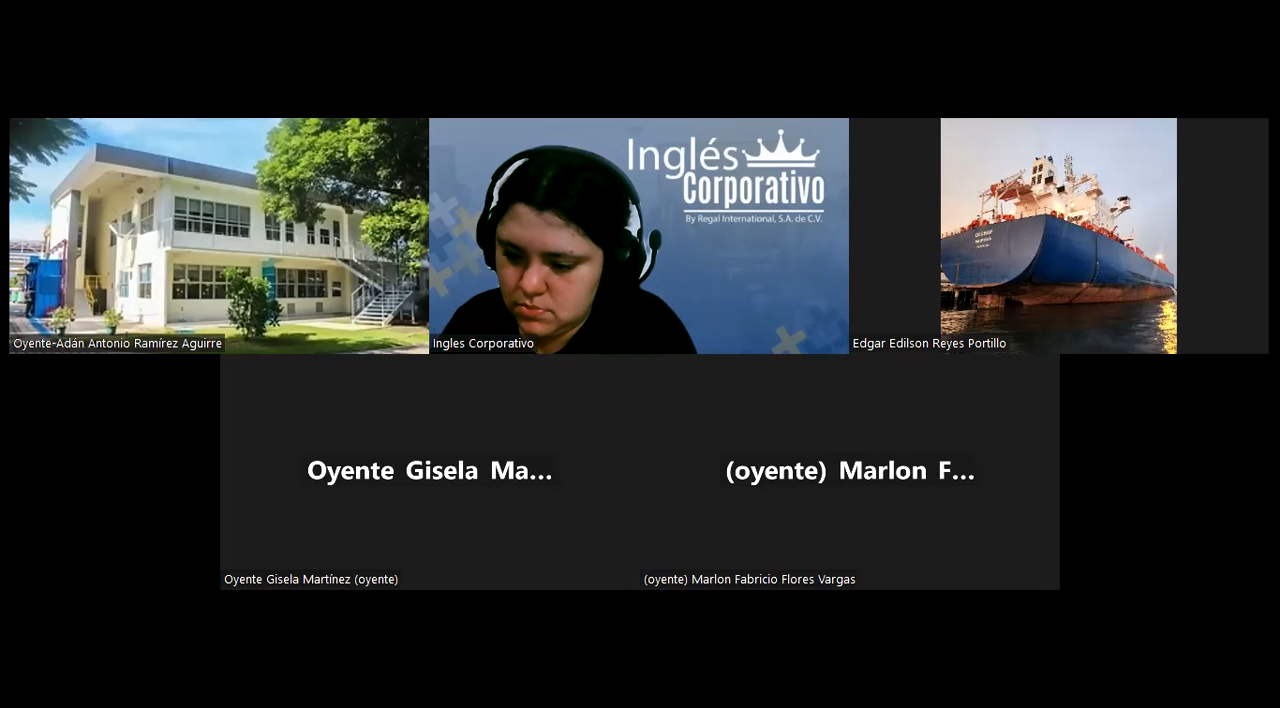 Inglés
Corporativo
By Regal International, S.A. de C.V.
Oyente-Adán Antonio Ramírez Aguirre
Ingles Corporativo
Edgar Edilson Reyes Portillo
Oyente Gisela Ma...
(oyente) Marlon F...
Oyente Gisela Martínez (oyente)
(oyente) Marlon Fabricio Flores Vargas